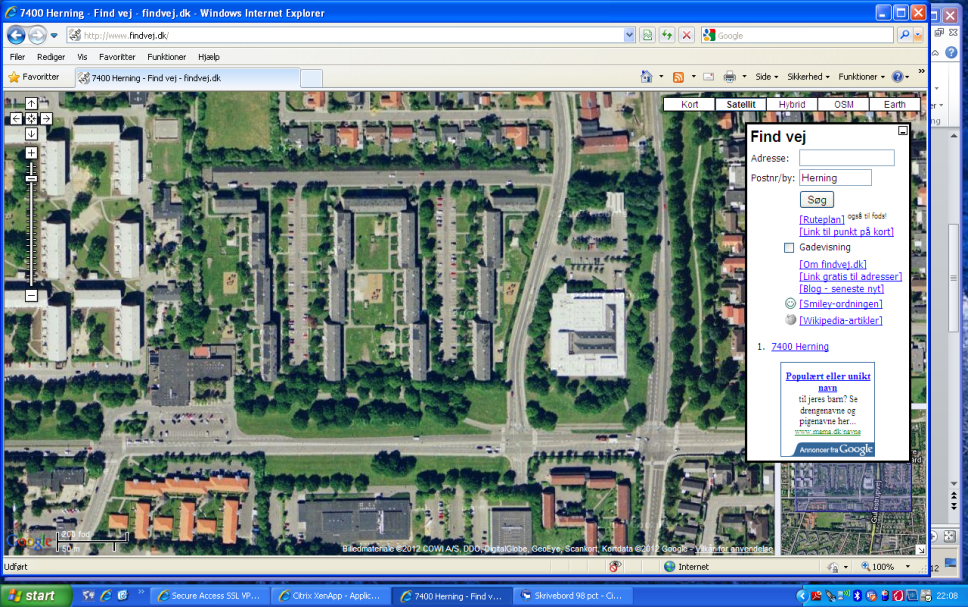 7400 Herning - Find vej - findvej.dk - Windows Internet Explorer
http://www.findvej.dk/
Google
Filer Rediger Vis Favoritter Funktioner Hjælp
Favoritter
7400 Herning - Find vej - findvej.dk
Side Sikkerhed Funktioner
Kort Satellit Hybrid OSM Earth
Find vej
Adresse:
Postnr/by: Herning
Søg
[Ruteplan] også til fods!
[Link til punkt på kort]
Gadevisning
[Om findvej.dk]
[Link gratis til adresser]
[Blog - seneste nyt]
[Smiley-ordningen]
[Wikipedia-artikler]
1. 7400 Herning
Populært eller unikt
navn
til jeres barn? Se
drengenavne og
pigenavne her...
www.mama.dk/navne
Annoncer fra Google
Google
200 fod
50 m
Billedmateriale ©2012 COWI A/S, DDO, DigitalGlobe, GeoEye, Scankort, Kortdata ©2012 Google - Vilkår for anvendelse
Udført
Internet
100%
start
Secure Access SSL VP...
Citrix XenApp - Applic...
7400 Herning - Find v...
Skrivebord 98 pct - Ci...
22:08